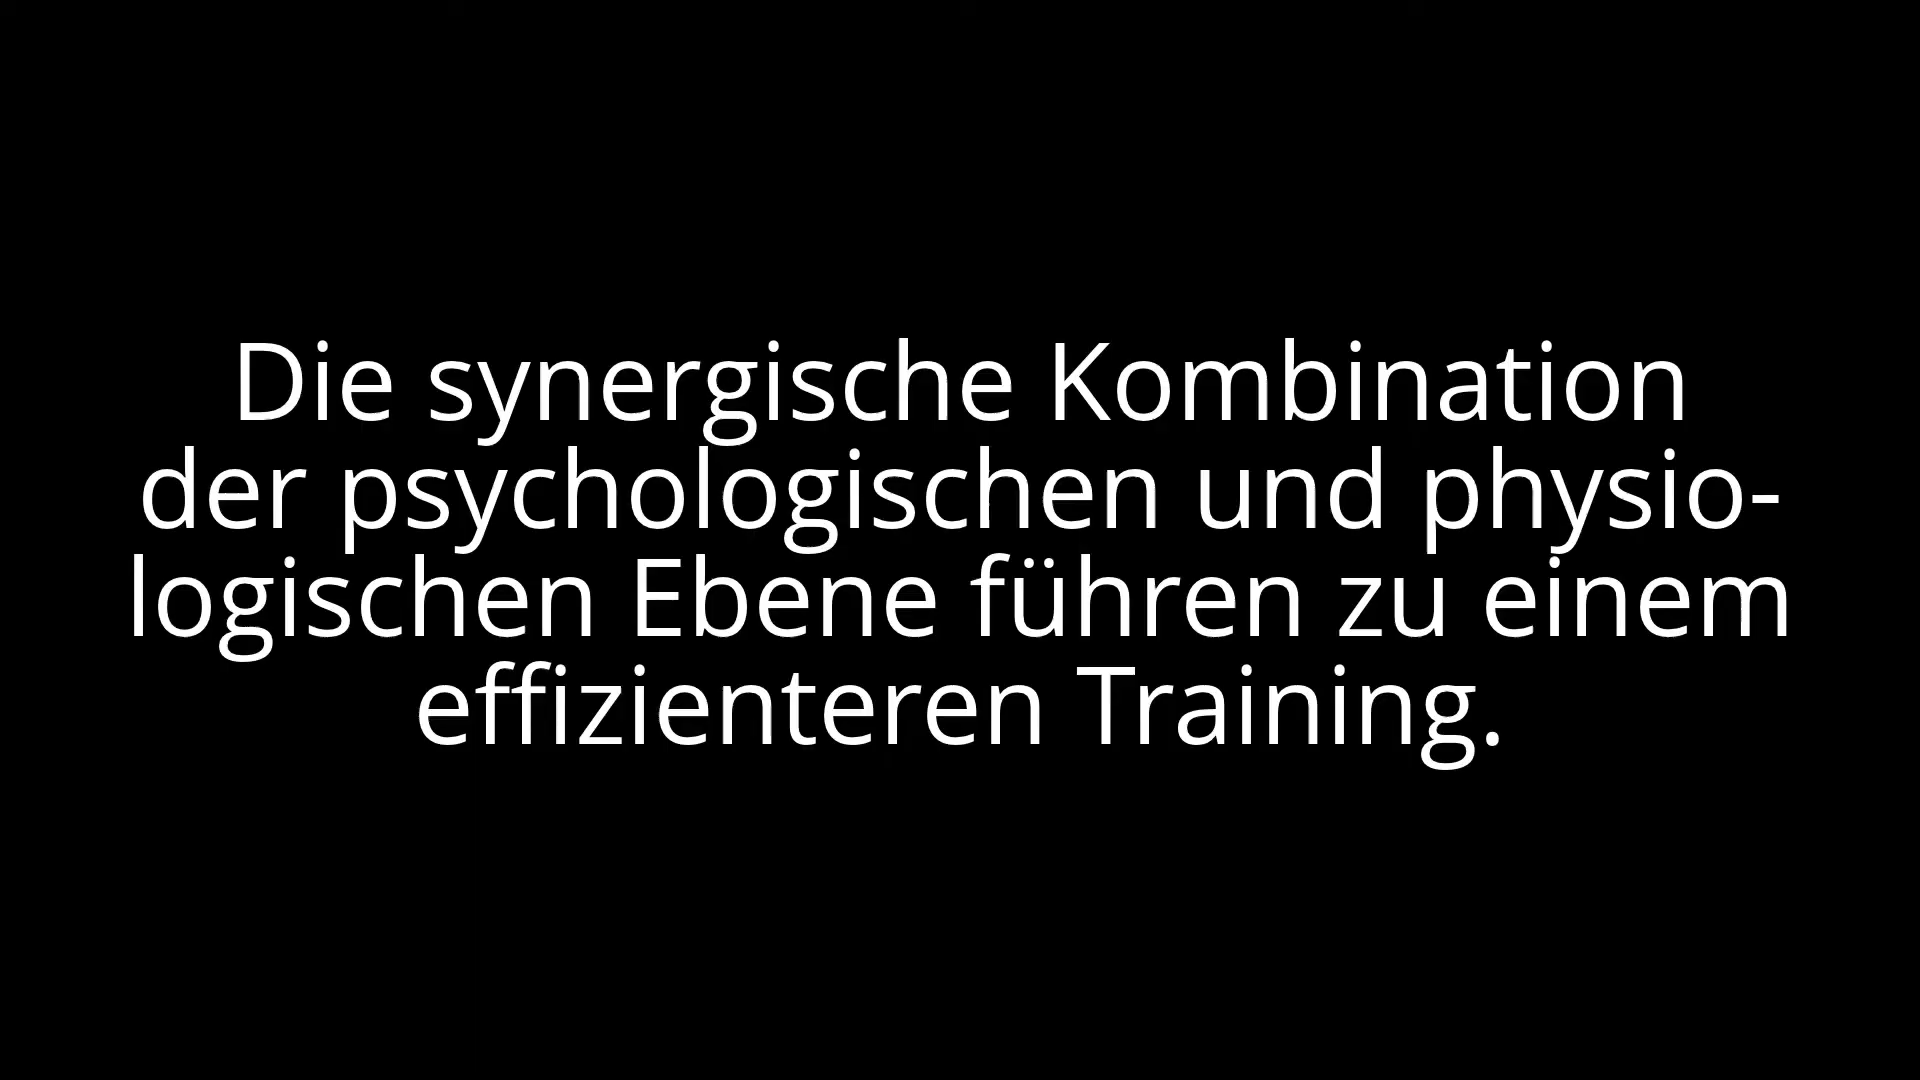 Die synergische Kombination
der psychologischen und physio-
logischen Ebene führen zu einem
effizienteren Training.